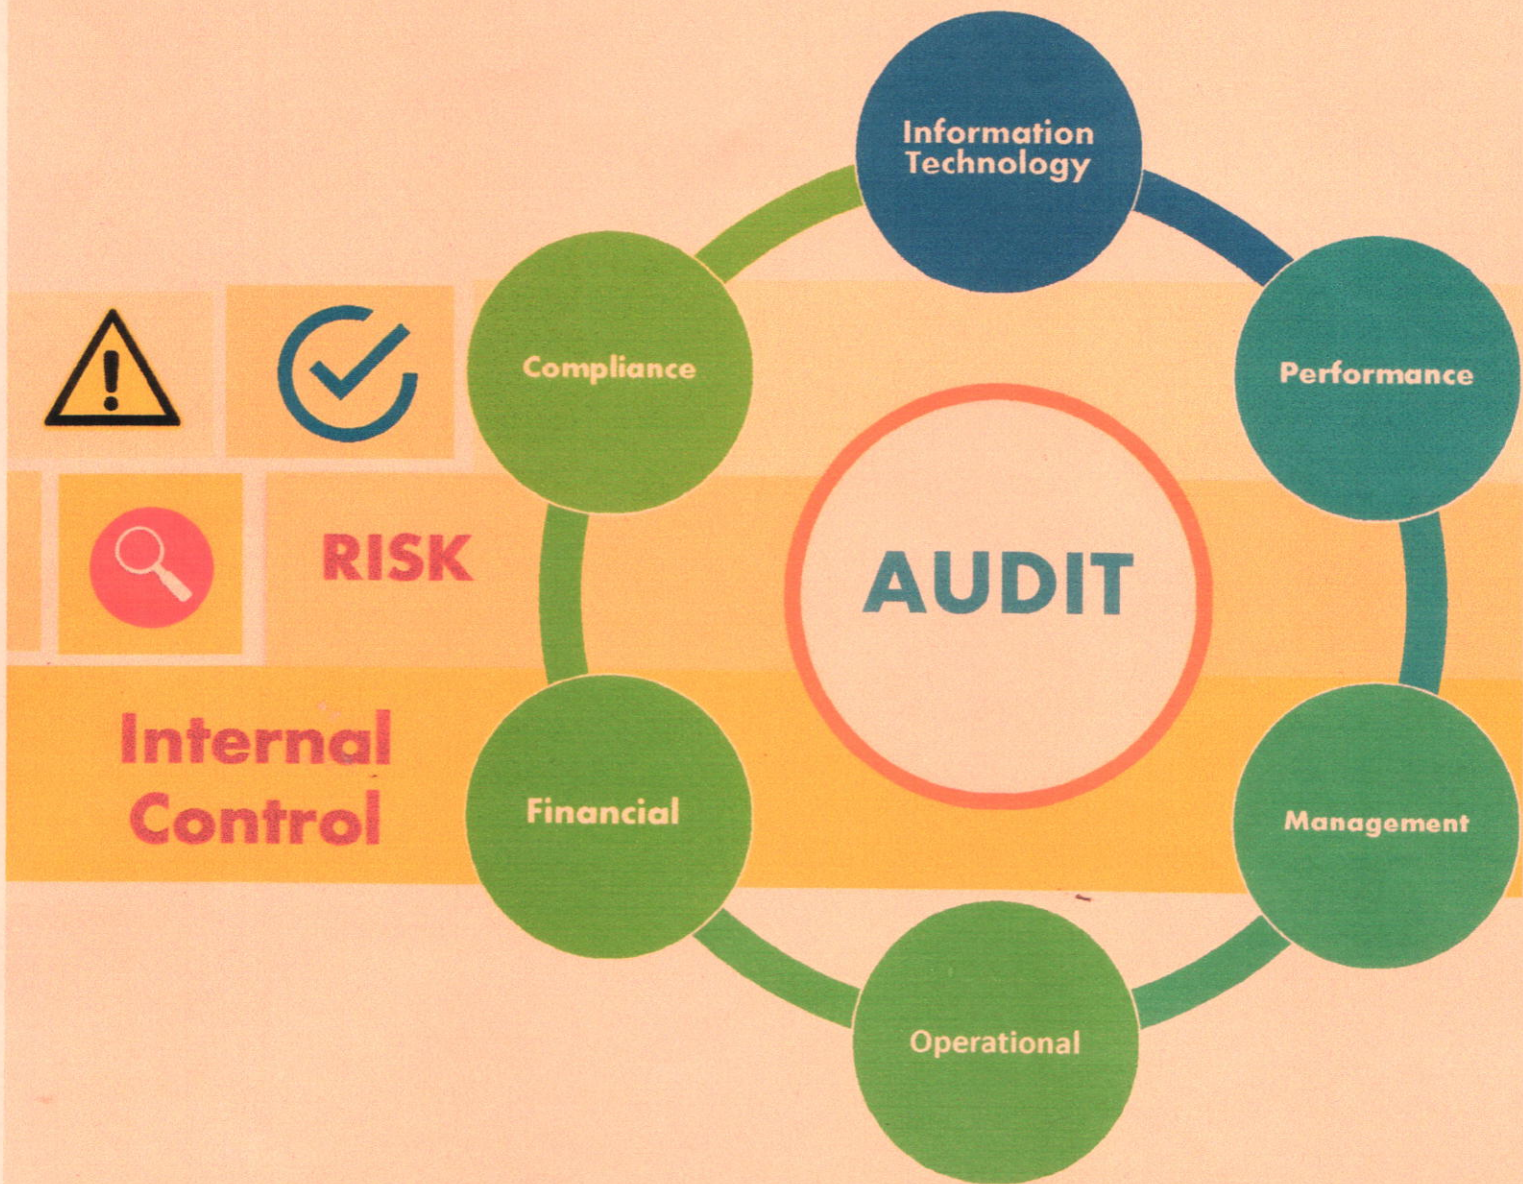 Information
Technology
Compliance
Performance
RISK
AUDIT
Internal
Control
Financial
Management
Operational